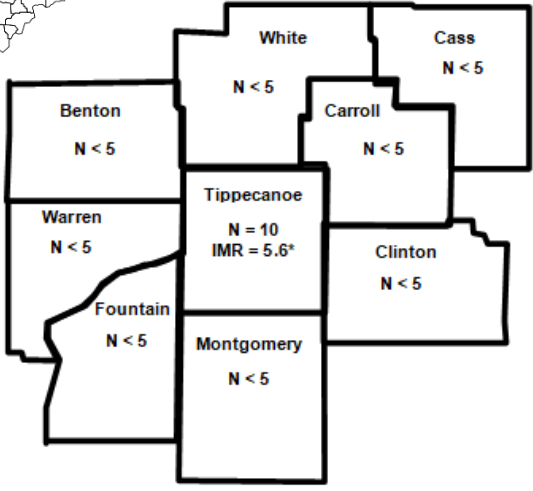 White
N < 5
Cass
N < 5
Benton
N < 5
Carroll
N < 5
Tippecanoe
N = 10
IMR = 5.6*
Warren
N < 5
Clinton
N < 5
Fountain
N < 5
Montgomery
N < 5